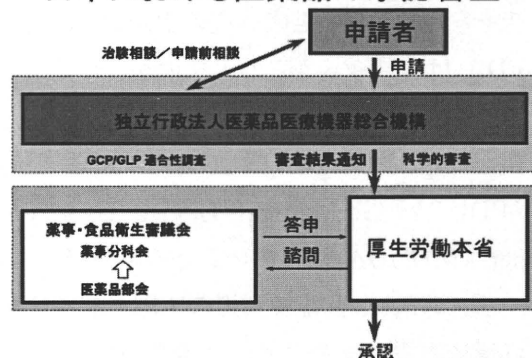 申請者
治験相談／申請前相談
申請
独立行政法人医薬品医療機器総合機構
GCP/GLP 適合性調査
審査結果通知
科学的審査
薬事・食品衛生審議会
薬事分科会
医薬品部会
答申
諮問
厚生労働本省
承認